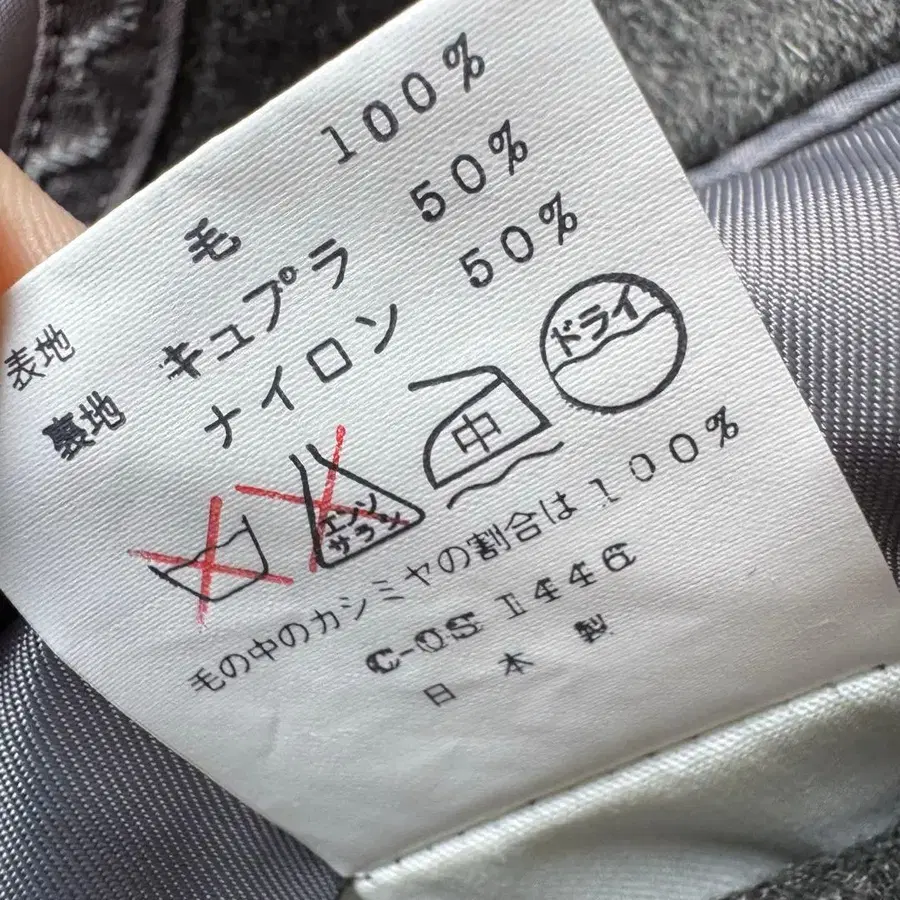 表地 毛 100%
裏地 キュプラ 50%
ナイロン 50%
エンソ
サラシ
中
ドライ
毛の中のカシミヤの割合は100%
C-OS 1446
日本製